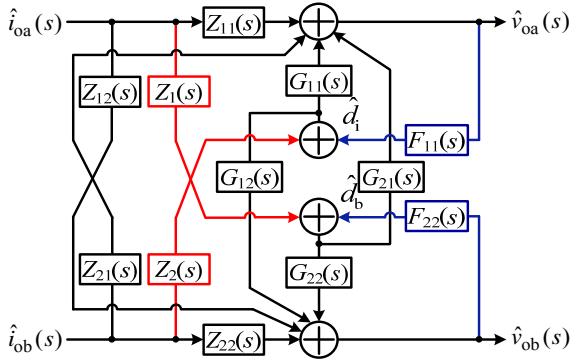 î_oa(s) Z_11(s) v̂_oa(s)
G_11(s)
Z_12(s) Z_1(s)
d̂_i
F_11(s)
G_12(s) G_21(s)
d̂_b
F_22(s)
Z_21(s) Z_2(s) G_22(s)
î_ob(s) Z_22(s) v̂_ob(s)